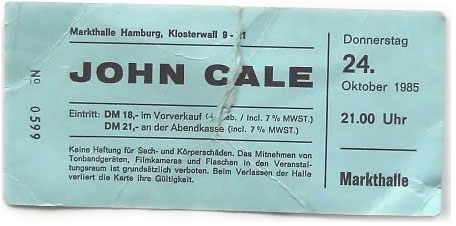 Markthalle Hamburg, Klosterwall 9 - 11
JOHN CALE
Eintritt: DM 18,- im Vorverkauf (+ Geb. / incl. 7 % MWST.)
DM 21,- an der Abendkasse (incl. 7 % MWST.)
Keine Haftung für Sach- und Körperschäden. Das Mitnehmen von
Tonbandgeräten, Filmkameras und Flaschen in den Veranstal-
tungsraum ist grundsätzlich verboten. Beim Verlassen der Halle
verliert die Karte ihre Gültigkeit.
No 0599
Donnerstag
24.
Oktober 1985
21.00 Uhr
Markthalle